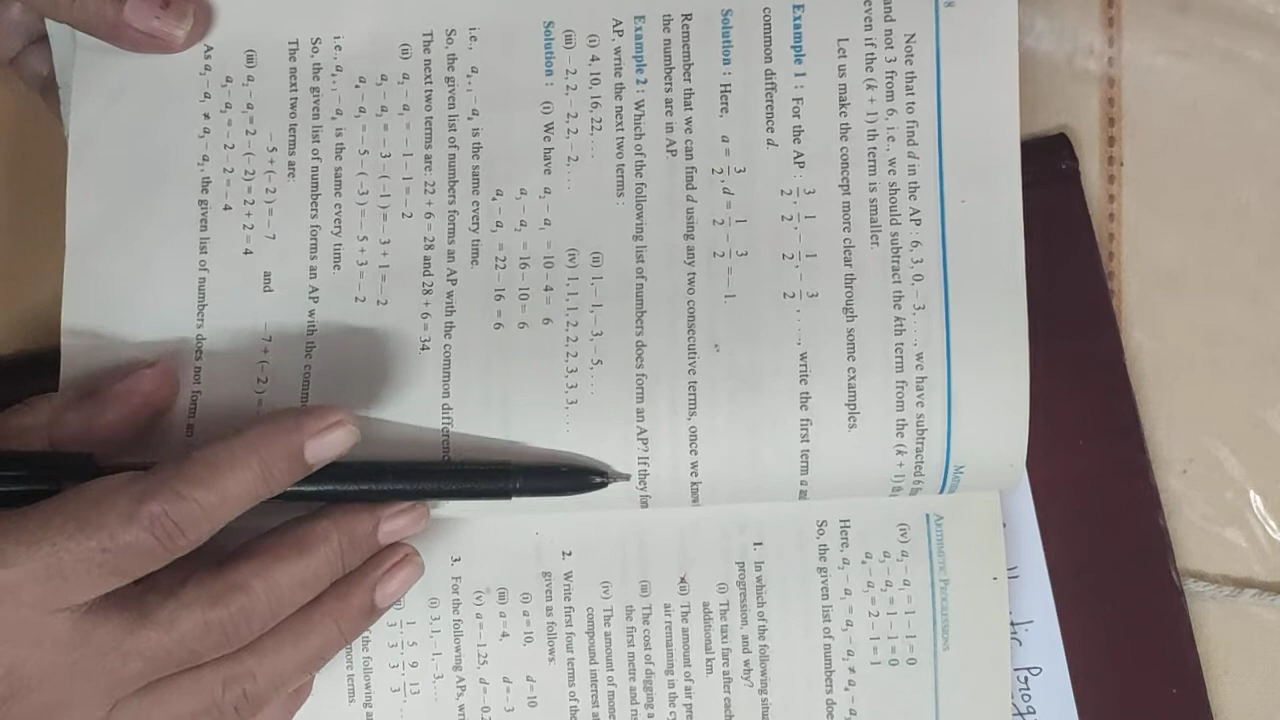 8
Note that to find d in the AP : 6, 3, 0, – 3, . . ., we have subtracted 6
and not 3 from 6, i.e., we should subtract the kth term from the (k + 1) th
even if the (k + 1) th term is smaller.
Let us make the concept more clear through some examples.
Example 1 : For the AP : 3/2, 1/2, – 1/2, – 3/2, . . ., write the first term a and
common difference d.
Solution : Here, a = 3/2, d = 1/2 – 3/2 = – 1.
Remember that we can find d using any two consecutive terms, once we know
the numbers are in AP.
Example 2 : Which of the following list of numbers does form an AP? If they
AP, write the next two terms :
(i) 4, 10, 16, 22, . . . (ii) 1, – 1, – 3, – 5, . . .
(iii) – 2, 2, – 2, 2, – 2, . . . (iv) 1, 1, 1, 2, 2, 2, 3, 3, 3, . . .
Solution : (i) We have a₂ – a₁ = 10 – 4 = 6
a₃ – a₂ = 16 – 10 = 6
a₄ – a₃ = 22 – 16 = 6
i.e., aₖ₊₁ – aₖ is the same every time.
So, the given list of numbers forms an AP with the common
The next two terms are: 22 + 6 = 28 and 28 + 6 = 34.
(ii) a₂ – a₁ = – 1 – 1 = – 2
a₃ – a₂ = – 3 – ( –1 ) = – 3 + 1 = – 2
a₄ – a₃ = – 5 – ( –3 ) = – 5 + 3 = – 2
i.e., aₖ₊₁ – aₖ is the same every time.
So, the given list of numbers forms an AP with the
The next two terms are:
– 5 + (– 2 ) = – 7 and – 7 + (– 2 ) =
(iii) a₂ – a₁ = 2 – (– 2) = 2 + 2 = 4
a₃ – a₂ = – 2 – 2 = – 4
As a₂ – a₁ ≠ a₃ – a₂, the given list of numbers does not form an
ARITHMETIC PROGRESSIONS
(iv) a₂ – a₁ = 1 – 1 = 0
a₃ – a₂ = 1 – 1 = 0
a₄ – a₃ = 2 – 1 = 1
Here, a₂ – a₁ = a₃ – a₂ ≠ a₄ – a₃
So, the given list of numbers
1. In which of the following
progression, and why?
(i) The taxi fare after each
additional km.
(ii) The amount of air
air remaining in the
(iii) The cost of digging a
the first metre and
(iv) The amount of
compound interest
2. Write first four terms of the
given as follows:
(i) a = 10, d = 10
(iii) a = 4, d = – 3
(v) a = – 1.25, d =
3. For the following APs,
(i) 3, 1, – 1, – 3, . . .
1/3, 5/3, 9/3, 13/3, . .
the following
more terms.